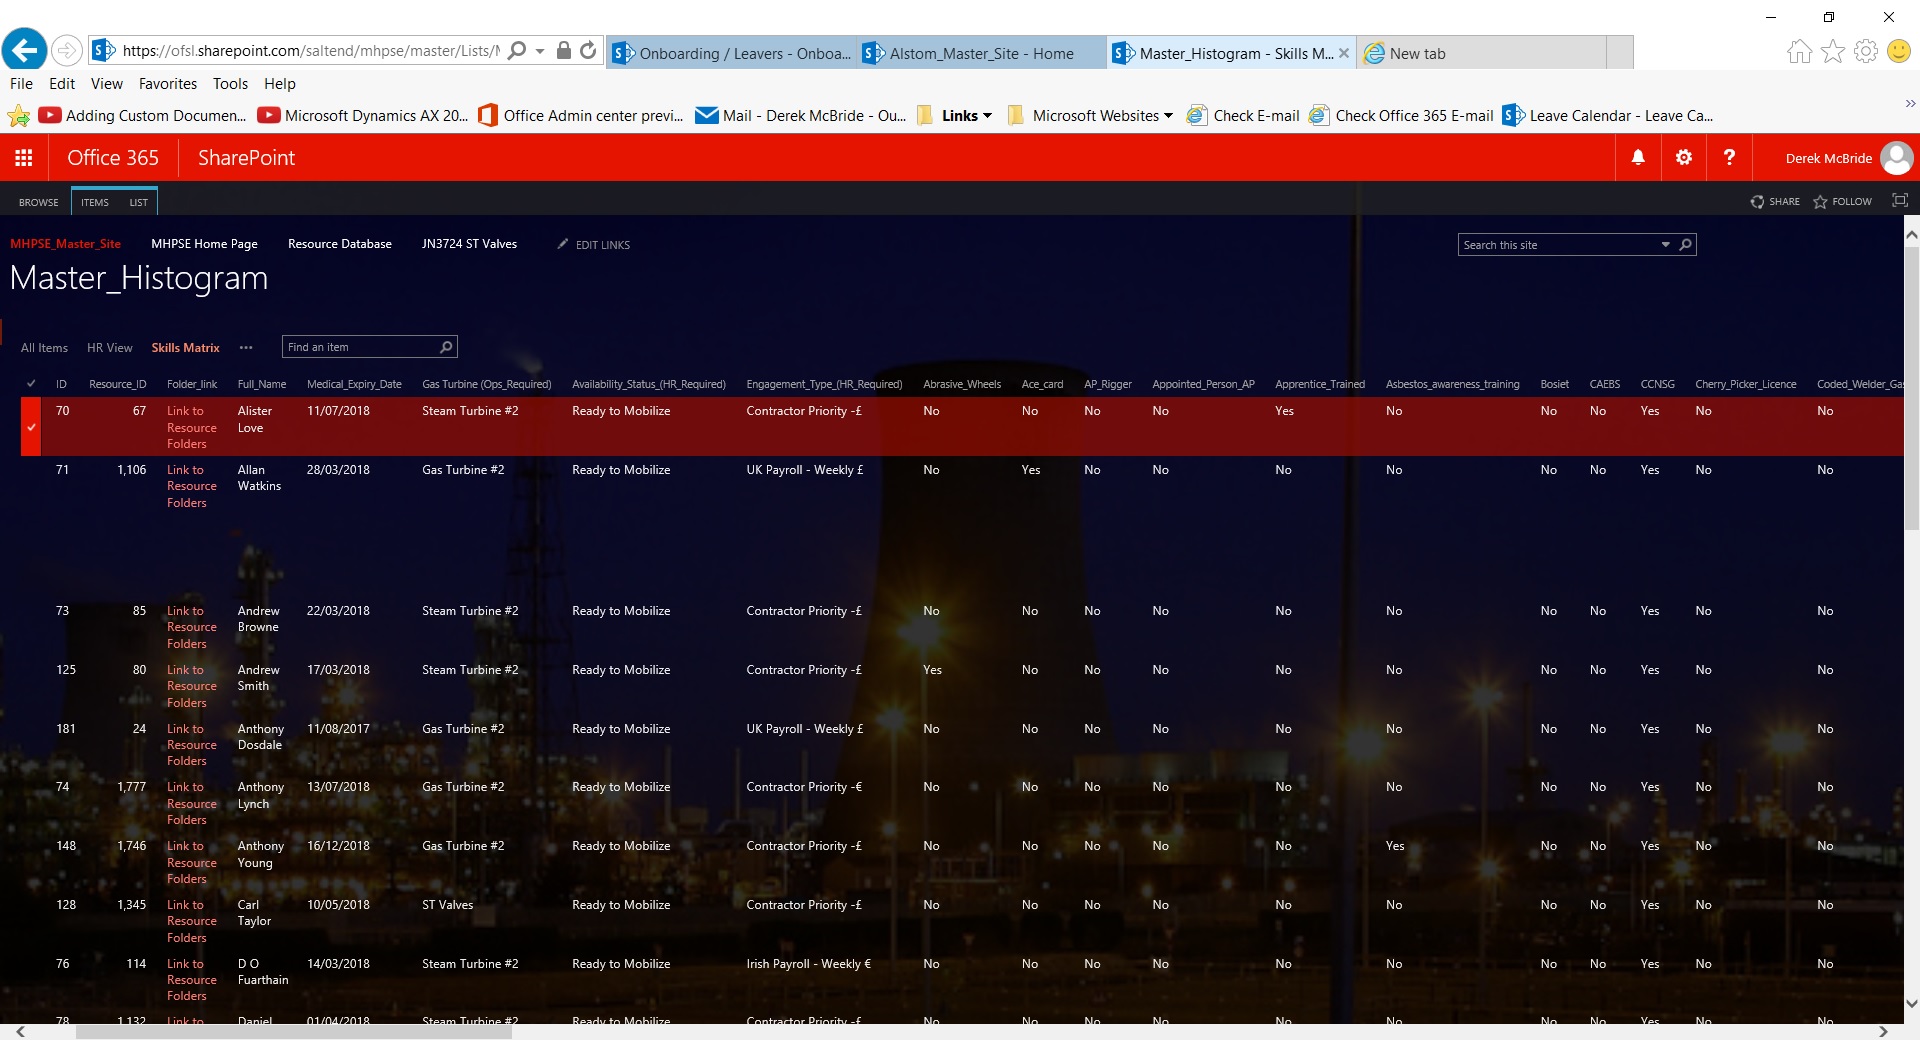 https://ofsl.sharepoint.com/saltend/mhpse/master/Lists/
Onboarding / Leavers - Onboa...
Alstom_Master_Site - Home
Master_Histogram - Skills M...
New tab
File Edit View Favorites Tools Help
Adding Custom Documen... Microsoft Dynamics AX 20... Office Admin center previ... Mail - Derek McBride - Ou... Links Microsoft Websites Check E-mail Check Office 365 E-mail Leave Calendar - Leave Ca...
Office 365 SharePoint Derek McBride
BROWSE ITEMS LIST SHARE FOLLOW
MHPSE_Master_Site MHPSE Home Page Resource Database JN3724 ST Valves EDIT LINKS Search this site
Master_Histogram
All Items HR View Skills Matrix ... Find an item
ID Resource_ID Folder_link Full_Name Medical_Expiry_Date Gas Turbine (Ops_Required) Availability_Status_(HR_Required) Engagement_Type_(HR_Required) Abrasive_Wheels Ace_card AP_Rigger Appointed_Person_AP Apprentice_Trained Asbestos_awareness_training Bosiet CAEBS CCNSG Cherry_Picker_Licence Coded_Welder_Gas
70 67 Link to Alister 11/07/2018 Steam Turbine #2 Ready to Mobilize Contractor Priority -£ No No No No Yes No No No Yes No No
Resource Love
Folders
71 1,106 Link to Allan 28/03/2018 Gas Turbine #2 Ready to Mobilize UK Payroll - Weekly £ No Yes No No No No No No Yes No No
Resource Watkins
Folders
73 85 Link to Andrew 22/03/2018 Steam Turbine #2 Ready to Mobilize Contractor Priority -£ No No No No No No No No Yes No No
Resource Browne
Folders
125 80 Link to Andrew 17/03/2018 Steam Turbine #2 Ready to Mobilize Contractor Priority -£ Yes No No No No No No No Yes No No
Resource Smith
Folders
181 24 Link to Anthony 11/08/2017 Gas Turbine #2 Ready to Mobilize UK Payroll - Weekly £ No No No No No No No No Yes No No
Resource Dosdale
Folders
74 1,777 Link to Anthony 13/07/2018 Gas Turbine #2 Ready to Mobilize Contractor Priority -€ No No No No No No No No Yes No No
Resource Lynch
Folders
148 1,746 Link to Anthony 16/12/2018 Gas Turbine #2 Ready to Mobilize Contractor Priority -£ No No No No No Yes No No Yes No No
Resource Young
Folders
128 1,345 Link to Carl 10/05/2018 ST Valves Ready to Mobilize Contractor Priority -£ No No No No No No No No Yes No No
Resource Taylor
Folders
76 114 Link to D O 14/03/2018 Steam Turbine #2 Ready to Mobilize Irish Payroll - Weekly € No No No No No No No No Yes No No
Resource Fuarthain
Folders
78 1,132 Link to Daniel 01/04/2018 Steam Turbine #2 Ready to Mobilize Contractor Priority -£ No No No No No No No No Yes No No